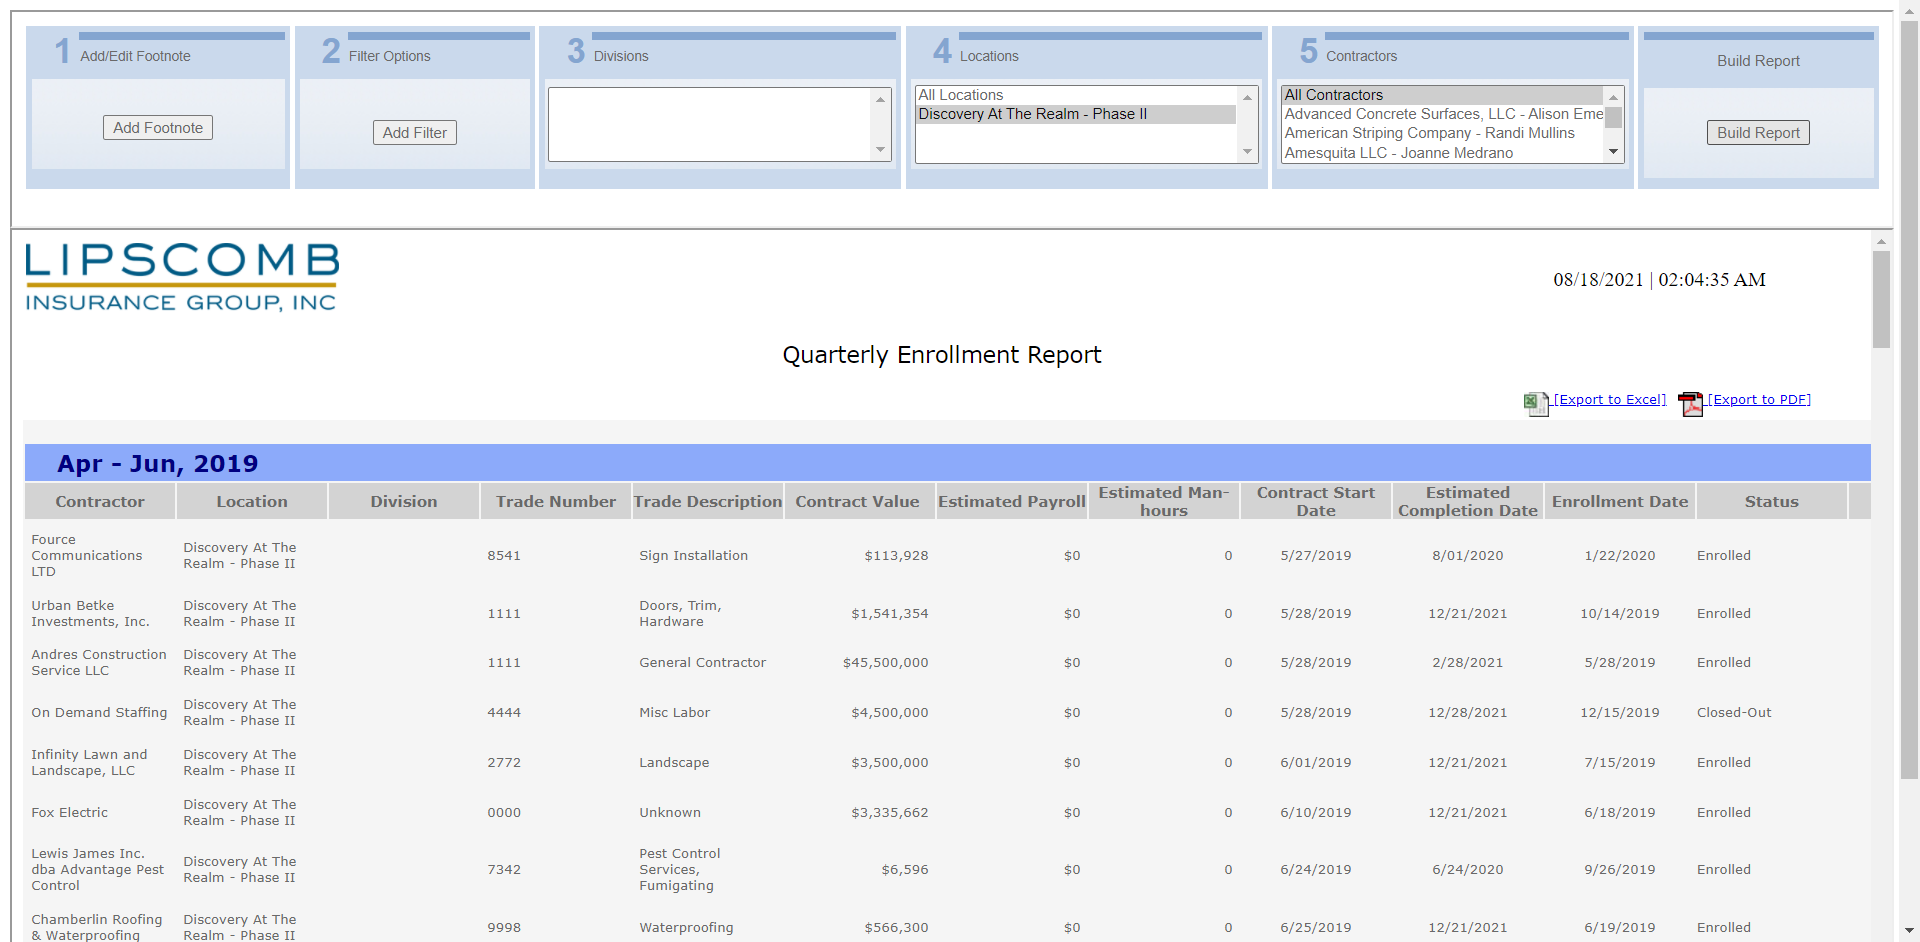 1 Add/Edit Footnote
Add Footnote
2 Filter Options
Add Filter
3 Divisions
4 Locations
All Locations
Discovery At The Realm - Phase II
5 Contractors
All Contractors
Advanced Concrete Surfaces, LLC - Alison Eme
American Striping Company - Randi Mullins
Amesquita LLC - Joanne Medrano
Build Report
Build Report
LIPSCOMB
INSURANCE GROUP, INC
08/18/2021 | 02:04:35 AM
Quarterly Enrollment Report
[Export to Excel] [Export to PDF]
Apr - Jun, 2019
Contractor Location Division Trade Number Trade Description Contract Value Estimated Payroll Estimated Man-hours Contract Start Date Estimated Completion Date Enrollment Date Status
Fource Communications LTD Discovery At The Realm - Phase II 8541 Sign Installation $113,928 $0 0 5/27/2019 8/01/2020 1/22/2020 Enrolled
Urban Betke Investments, Inc. Discovery At The Realm - Phase II 1111 Doors, Trim, Hardware $1,541,354 $0 0 5/28/2019 12/21/2021 10/14/2019 Enrolled
Andres Construction Service LLC Discovery At The Realm - Phase II 1111 General Contractor $45,500,000 $0 0 5/28/2019 2/28/2021 5/28/2019 Enrolled
On Demand Staffing Discovery At The Realm - Phase II 4444 Misc Labor $4,500,000 $0 0 5/28/2019 12/28/2021 12/15/2019 Closed-Out
Infinity Lawn and Landscape, LLC Discovery At The Realm - Phase II 2772 Landscape $3,500,000 $0 0 6/01/2019 12/21/2021 7/15/2019 Enrolled
Fox Electric Discovery At The Realm - Phase II 0000 Unknown $3,335,662 $0 0 6/10/2019 12/21/2021 6/18/2019 Enrolled
Lewis James Inc. dba Advantage Pest Control Discovery At The Realm - Phase II 7342 Pest Control Services, Fumigating $6,596 $0 0 6/24/2019 6/24/2020 9/26/2019 Enrolled
Chamberlin Roofing & Waterproofing Discovery At The Realm - Phase II 9998 Waterproofing $566,300 $0 0 6/25/2019 12/21/2021 6/19/2019 Enrolled